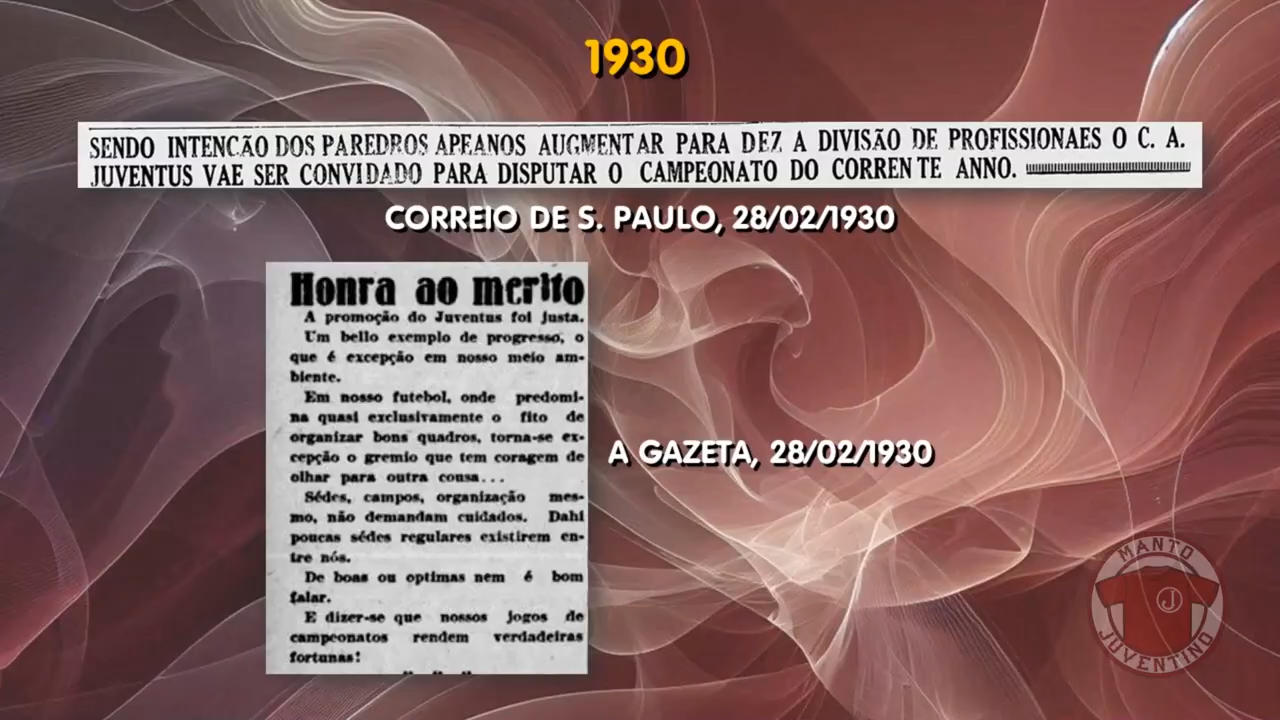 1930
SENDO INTENCÃO DOS PAREDROS APEANOS AUGMENTAR PARA DEZ A DIVISÃO DE PROFISSIONAES O C. A.
JUVENTUS VAE SER CONVIDADO PARA DISPUTAR O CAMPEONATO DO CORRENTE ANNO.
CORREIO DE S. PAULO, 28/02/1930
Honra ao merito
A promoção do Juventus foi justa.
Um bello exemplo de progresso, o
que é excepção em nosso meio am-
biente.
Em nosso futebol, onde predomi-
na quasi exclusivamente o fito de
organizar bons quadros, torna-se ex-
cepção o gremio que tem coragem de
olhar para outra cousa...
Sédes, campos, organização mes-
mo, não demandam cuidados. Dahi
poucas sédes regulares existirem en-
tre nós.
De boas ou optimas nem é bom
falar.
E dizer-se que nossos jogos de
campeonatos rendem verdadeiras
fortunas!
A GAZETA, 28/02/1930
MANTO
J
JUVENTINO